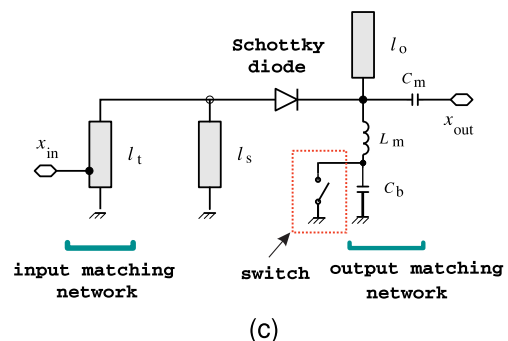 Schottky
diode
l o
C m
x in
l t
l s
L m
x out
C b
switch
input matching
network
output matching
network
(c)